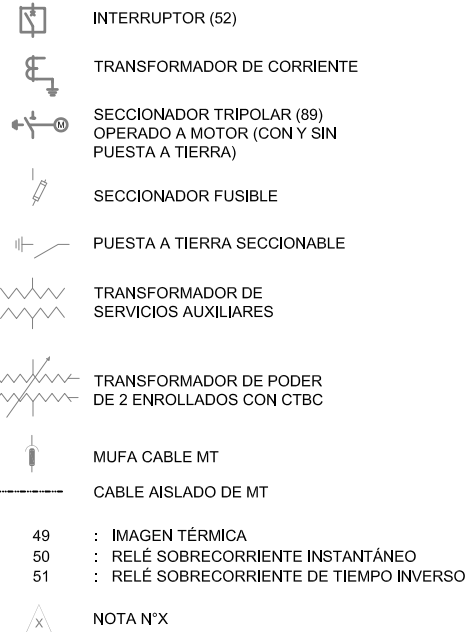 INTERRUPTOR (52)
TRANSFORMADOR DE CORRIENTE
M
SECCIONADOR TRIPOLAR (89)
OPERADO A MOTOR (CON Y SIN
PUESTA A TIERRA)
SECCIONADOR FUSIBLE
PUESTA A TIERRA SECCIONABLE
TRANSFORMADOR DE
SERVICIOS AUXILIARES
TRANSFORMADOR DE PODER
DE 2 ENROLLADOS CON CTBC
MUFA CABLE MT
CABLE AISLADO DE MT
49 : IMAGEN TÉRMICA
50 : RELÉ SOBRECORRIENTE INSTANTÁNEO
51 : RELÉ SOBRECORRIENTE DE TIEMPO INVERSO
X NOTA N°X